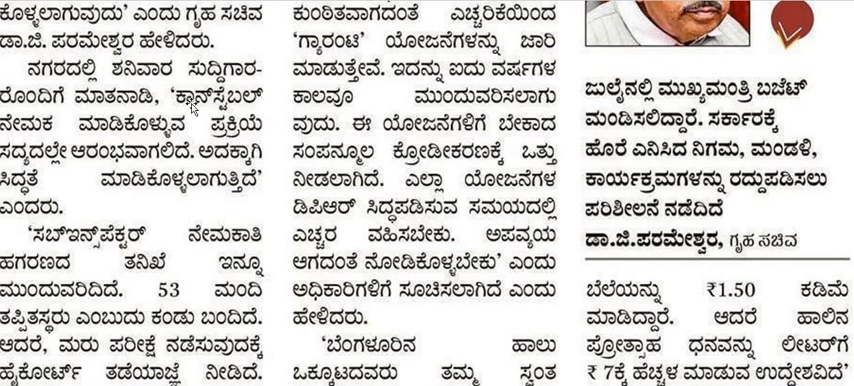 ಕೊಳ್ಳಲಾಗುವುದು’ ಎಂದು ಗೃಹ ಸಚಿವ
ಡಾ.ಜಿ. ಪರಮೇಶ್ವರ ಹೇಳಿದರು.
ನಗರದಲ್ಲಿ ಶನಿವಾರ ಸುದ್ದಿಗಾರ-
ರೊಂದಿಗೆ ಮಾತನಾಡಿ, ‘ಕಾನ್‌ಸ್ಟೆಬಲ್
ನೇಮಕ ಮಾಡಿಕೊಳ್ಳುವ ಪ್ರಕ್ರಿಯೆ
ಸದ್ಯದಲ್ಲೇ ಆರಂಭವಾಗಲಿದೆ. ಅದಕ್ಕಾಗಿ
ಸಿದ್ಧತೆ ಮಾಡಿಕೊಳ್ಳಲಾಗುತ್ತಿದೆ’
ಎಂದರು.
‘ಸಬ್‌ಇನ್‌ಸ್ಪೆಕ್ಟರ್ ನೇಮಕಾತಿ
ಹಗರಣದ ತನಿಖೆ ಇನ್ನೂ
ಮುಂದುವರಿದಿದೆ. 53 ಮಂದಿ
ತಪ್ಪಿತಸ್ಥರು ಎಂಬುದು ಕಂಡು ಬಂದಿದೆ.
ಆದರೆ, ಮರು ಪರೀಕ್ಷೆ ನಡೆಸುವುದಕ್ಕೆ
ಹೈಕೋರ್ಟ್ ತಡೆಯಾಜ್ಞೆ ನೀಡಿದೆ.
ಕುಂಠಿತವಾಗದಂತೆ ಎಚ್ಚರಿಕೆಯಿಂದ
‘ಗ್ಯಾರಂಟಿ’ ಯೋಜನೆಗಳನ್ನು ಜಾರಿ
ಮಾಡುತ್ತೇವೆ. ಇದನ್ನು ಐದು ವರ್ಷಗಳ
ಕಾಲವೂ ಮುಂದುವರಿಸಲಾಗು
ವುದು. ಈ ಯೋಜನೆಗಳಿಗೆ ಬೇಕಾದ
ಸಂಪನ್ಮೂಲ ಕ್ರೋಡೀಕರಣಕ್ಕೆ ಒತ್ತು
ನೀಡಲಾಗಿದೆ. ಎಲ್ಲಾ ಯೋಜನೆಗಳ
ಡಿಪಿಆರ್ ಸಿದ್ಧಪಡಿಸುವ ಸಮಯದಲ್ಲಿ
ಎಚ್ಚರ ವಹಿಸಬೇಕು. ಅಪವ್ಯಯ
ಆಗದಂತೆ ನೋಡಿಕೊಳ್ಳಬೇಕು’ ಎಂದು
ಅಧಿಕಾರಿಗಳಿಗೆ ಸೂಚಿಸಲಾಗಿದೆ ಎಂದು
ಹೇಳಿದರು.
‘ಬೆಂಗಳೂರಿನ ಹಾಲು
ಒಕ್ಕೂಟದವರು ತಮ್ಮ ಸ್ವಂತ
ಜುಲೈನಲ್ಲಿ ಮುಖ್ಯಮಂತ್ರಿ ಬಜೆಟ್
ಮಂಡಿಸಲಿದ್ದಾರೆ. ಸರ್ಕಾರಕ್ಕೆ
ಹೊರೆ ಎನಿಸಿದ ನಿಗಮ, ಮಂಡಳಿ,
ಕಾರ್ಯಕ್ರಮಗಳನ್ನು ರದ್ದುಪಡಿಸಲು
ಪರಿಶೀಲನೆ ನಡೆದಿದೆ
ಡಾ.ಜಿ.ಪರಮೇಶ್ವರ, ಗೃಹ ಸಚಿವ
ಬೆಲೆಯನ್ನು ₹1.50 ಕಡಿಮೆ
ಮಾಡಿದ್ದಾರೆ. ಆದರೆ ಹಾಲಿನ
ಪ್ರೋತ್ಸಾಹ ಧನವನ್ನು ಲೀಟರ್‌ಗೆ
₹ 7ಕ್ಕೆ ಹೆಚ್ಚಳ ಮಾಡುವ ಉದ್ದೇಶವಿದೆ’